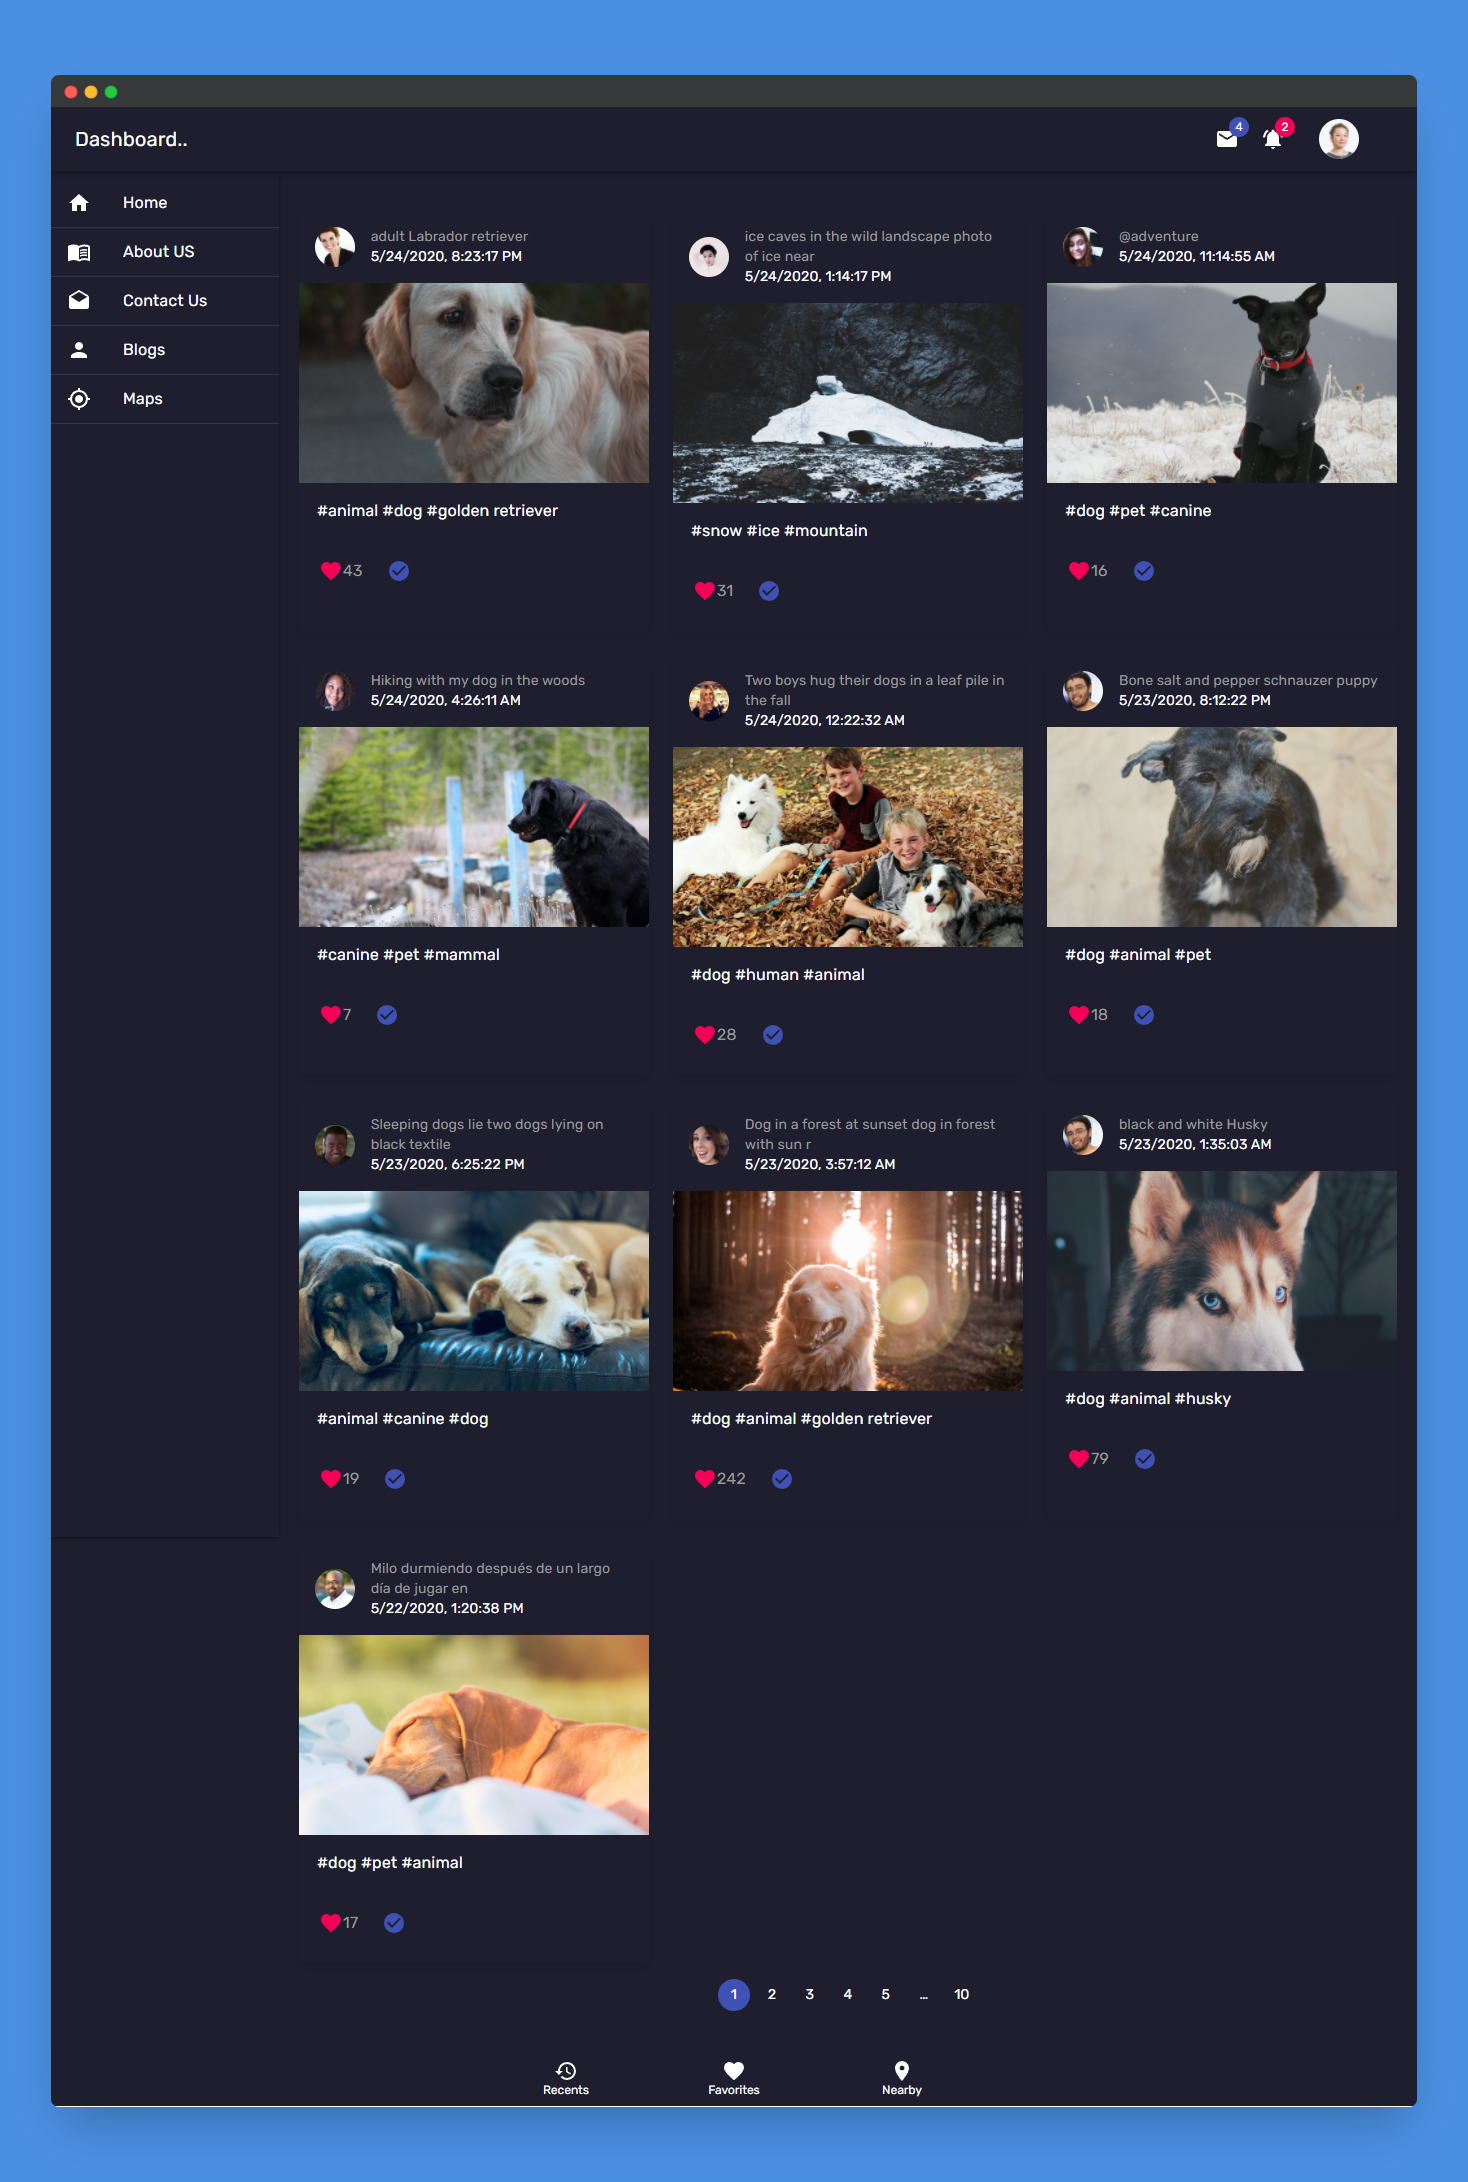 Dashboard..
4
2
Home
About US
Contact Us
Blogs
Maps
adult Labrador retriever
5/24/2020, 8:23:17 PM
#animal #dog #golden retriever
43
ice caves in the wild landscape photo
of ice near
5/24/2020, 1:14:17 PM
#snow #ice #mountain
31
@adventure
5/24/2020, 11:14:55 AM
#dog #pet #canine
16
Hiking with my dog in the woods
5/24/2020, 4:26:11 AM
#canine #pet #mammal
7
Two boys hug their dogs in a leaf pile in
the fall
5/24/2020, 12:22:32 AM
#dog #human #animal
28
Bone salt and pepper schnauzer puppy
5/23/2020, 8:12:22 PM
#dog #animal #pet
18
Sleeping dogs lie two dogs lying on
black textile
5/23/2020, 6:25:22 PM
#animal #canine #dog
19
Dog in a forest at sunset dog in forest
with sun r
5/23/2020, 3:57:12 AM
#dog #animal #golden retriever
242
black and white Husky
5/23/2020, 1:35:03 AM
#dog #animal #husky
79
Milo durmiendo después de un largo
día de jugar en
5/22/2020, 1:20:38 PM
#dog #pet #animal
17
1 2 3 4 5 ... 10
Recents
Favorites
Nearby